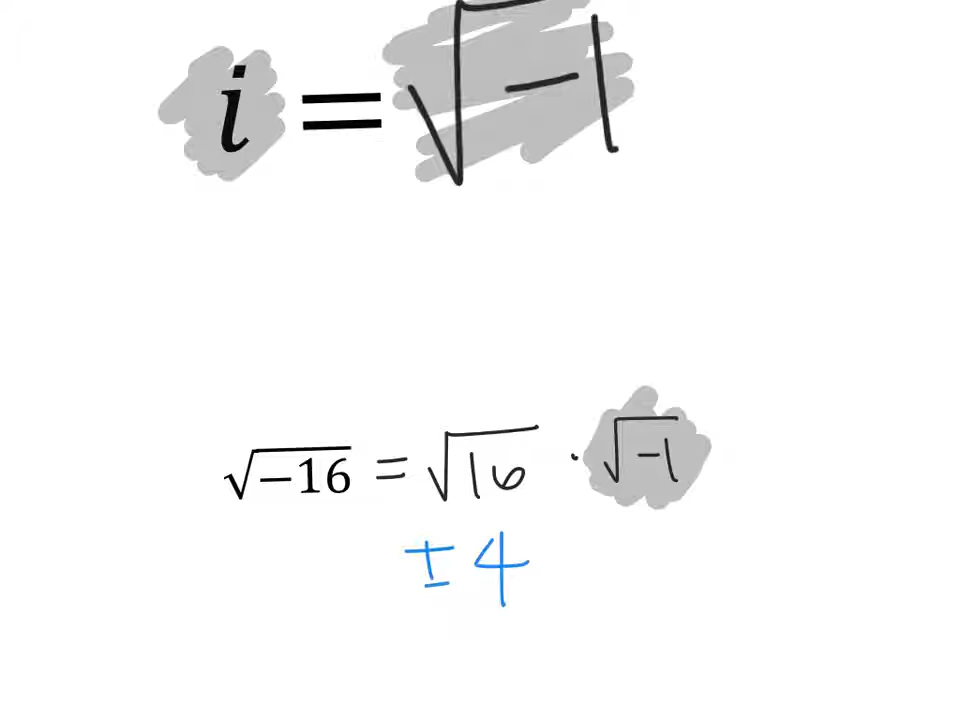 i = √-1
√-16 = √16 · √-1
± 4